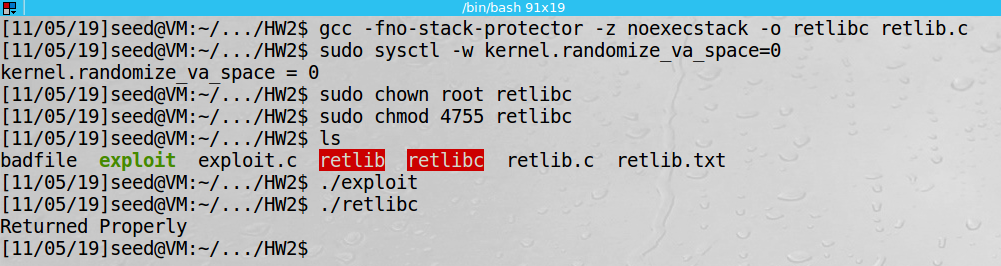 /bin/bash 91x19
[11/05/19]seed@VM:~/.../HW2$ gcc -fno-stack-protector -z noexecstack -o retlibc retlib.c
[11/05/19]seed@VM:~/.../HW2$ sudo sysctl -w kernel.randomize_va_space=0
kernel.randomize_va_space = 0
[11/05/19]seed@VM:~/.../HW2$ sudo chown root retlibc
[11/05/19]seed@VM:~/.../HW2$ sudo chmod 4755 retlibc
[11/05/19]seed@VM:~/.../HW2$ ls
badfile  exploit  exploit.c  retlib  retlibc  retlib.c  retlib.txt
[11/05/19]seed@VM:~/.../HW2$ ./exploit
[11/05/19]seed@VM:~/.../HW2$ ./retlibc
Returned Properly
[11/05/19]seed@VM:~/.../HW2$